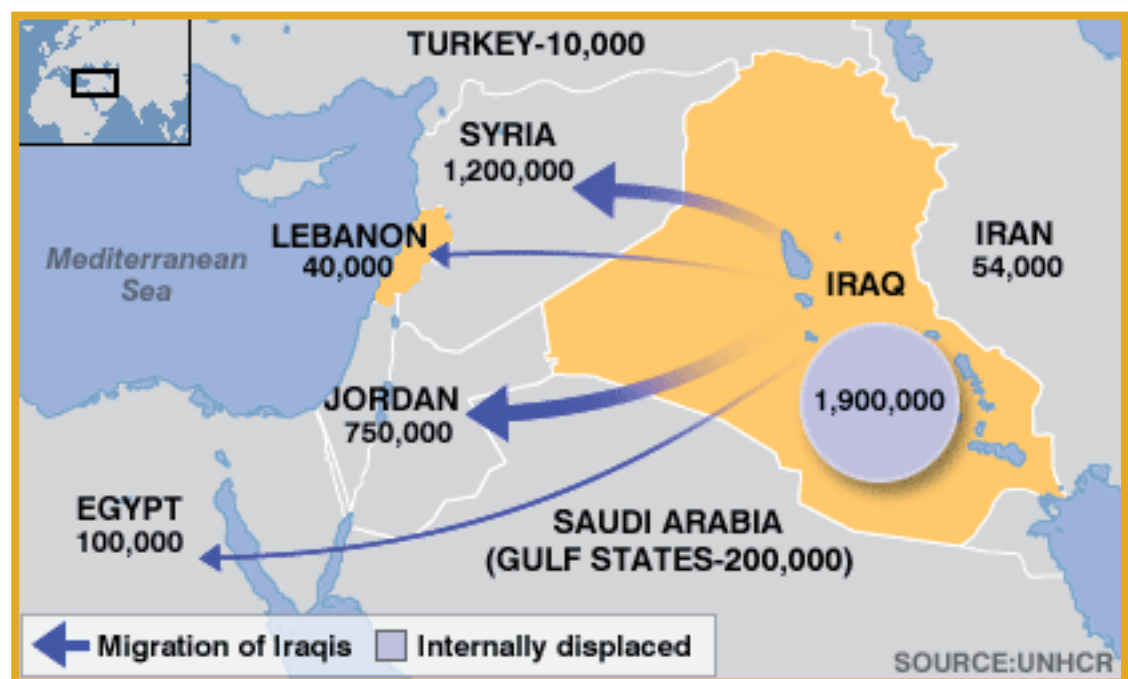 TURKEY-10,000
SYRIA
1,200,000
LEBANON
40,000
Mediterranean
Sea
IRAN
54,000
IRAQ
1,900,000
JORDAN
750,000
EGYPT
100,000
SAUDI ARABIA
(GULF STATES-200,000)
Migration of Iraqis
Internally displaced
SOURCE:UNHCR